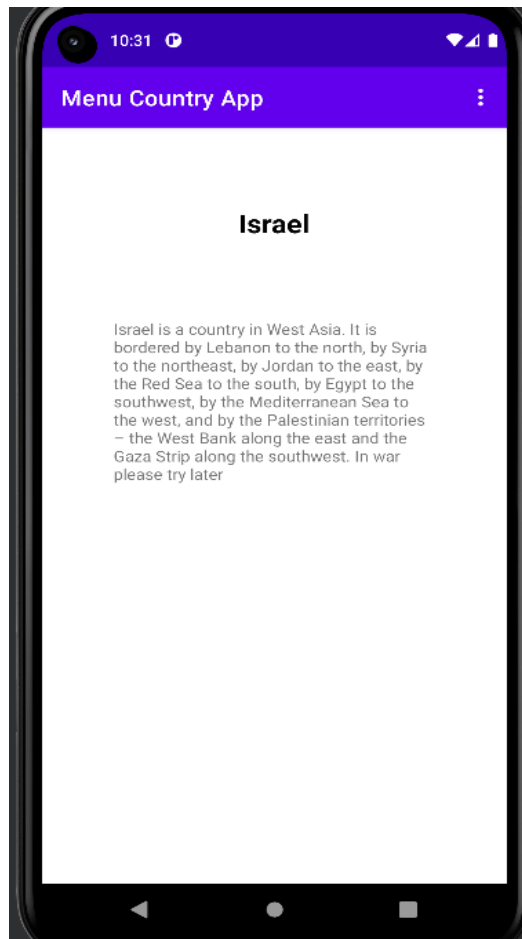 10:31
Menu Country App
Israel
Israel is a country in West Asia. It is
bordered by Lebanon to the north, by Syria
to the northeast, by Jordan to the east, by
the Red Sea to the south, by Egypt to the
southwest, by the Mediterranean Sea to
the west, and by the Palestinian territories
– the West Bank along the east and the
Gaza Strip along the southwest. In war
please try later